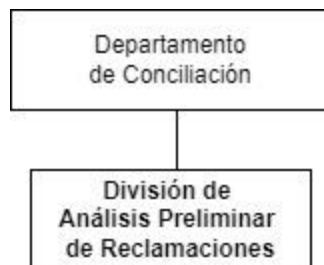 Departamento
de Conciliación
División de
Análisis Preliminar
de Reclamaciones